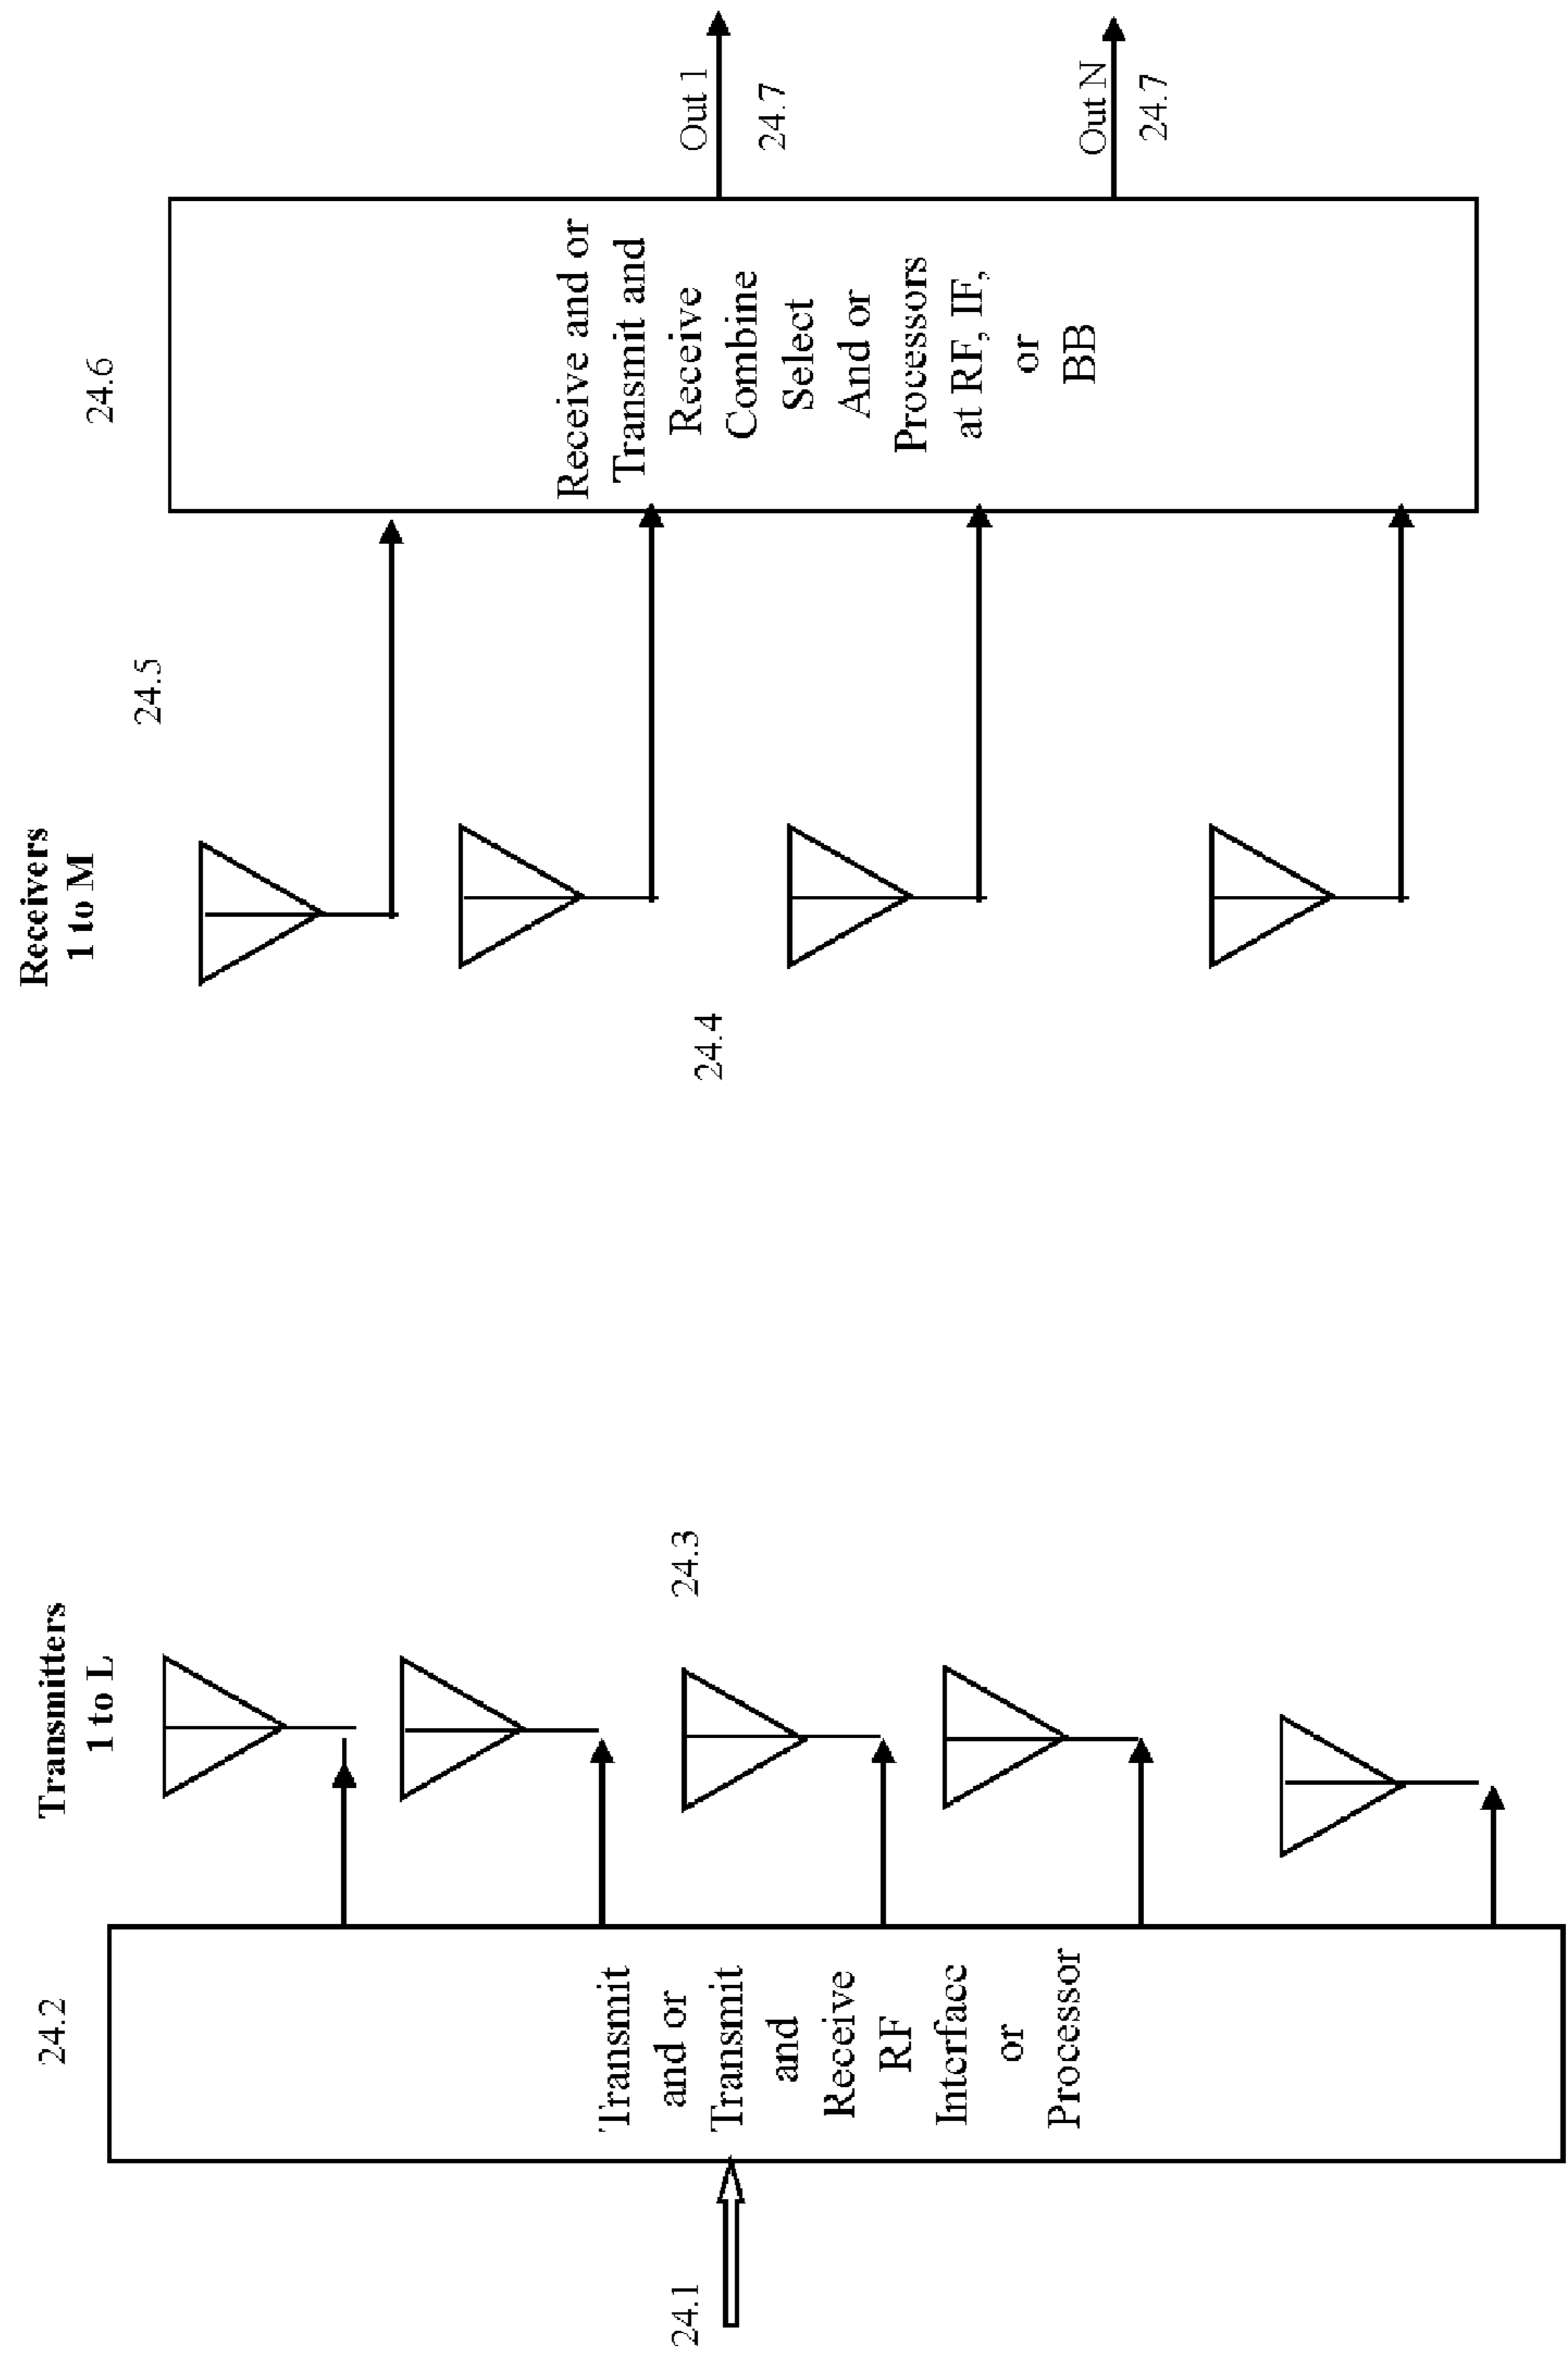 24.1
24.2
Transmit
and or
Transmit
and
Receive
RF
Interface
or
Processor
Transmitters
1 to L
24.3
24.4
Receivers
1 to M
24.5
24.6
Receive and or
Transmit and
Receive
Combine
Select
And or
Processors
at RF, IF,
or
BB
Out 1
24.7
Out N
24.7